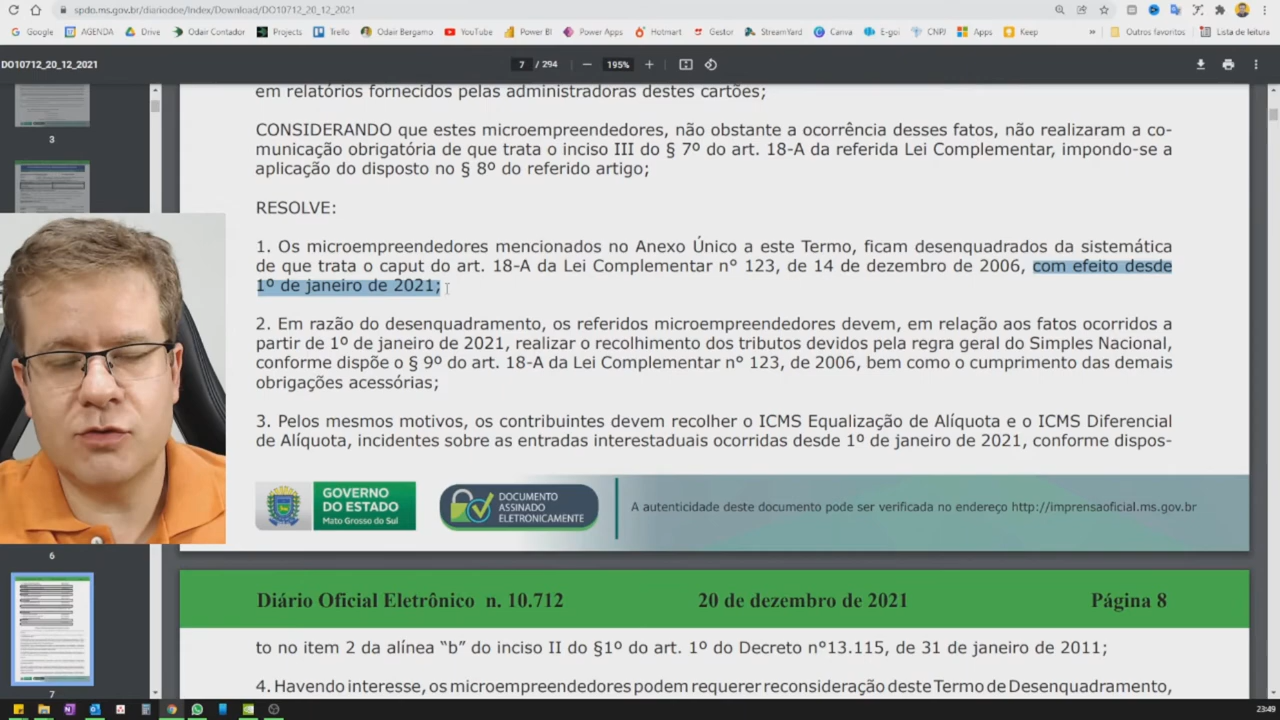 spdo.ms.gov.br/diariodoe/Index/Download/DO10712_20_12_2021
Google AGENDA Drive Odair Contador Projects Trello Odair Bergamo YouTube Power BI Power Apps Hotmart Gestor StreamYard Canva E-goi CNPJ Apps Keep » Outros favoritos Lista de leitura
DO10712_20_12_2021 7 / 294 195%
3
em relatórios fornecidos pelas administradoras destes cartões;
CONSIDERANDO que estes microempreendedores, não obstante a ocorrência desses fatos, não realizaram a co-
municação obrigatória de que trata o inciso III do § 7º do art. 18-A da referida Lei Complementar, impondo-se a
aplicação do disposto no § 8º do referido artigo;
RESOLVE:
1. Os microempreendedores mencionados no Anexo Único a este Termo, ficam desenquadrados da sistemática
de que trata o caput do art. 18-A da Lei Complementar n° 123, de 14 de dezembro de 2006, com efeito desde
1º de janeiro de 2021;
2. Em razão do desenquadramento, os referidos microempreendedores devem, em relação aos fatos ocorridos a
partir de 1º de janeiro de 2021, realizar o recolhimento dos tributos devidos pela regra geral do Simples Nacional,
conforme dispõe o § 9º do art. 18-A da Lei Complementar n° 123, de 2006, bem como o cumprimento das demais
obrigações acessórias;
3. Pelos mesmos motivos, os contribuintes devem recolher o ICMS Equalização de Alíquota e o ICMS Diferencial
de Alíquota, incidentes sobre as entradas interestaduais ocorridas desde 1º de janeiro de 2021, conforme dispos-
GOVERNO
DO ESTADO
Mato Grosso do Sul
DOCUMENTO
ASSINADO
ELETRONICAMENTE
A autenticidade deste documento pode ser verificada no endereço http://imprensaoficial.ms.gov.br
6
Diário Oficial Eletrônico n. 10.712 20 de dezembro de 2021 Página 8
to no item 2 da alínea “b” do inciso II do §1º do art. 1º do Decreto n°13.115, de 31 de janeiro de 2011;
4. Havendo interesse, os microempreendedores podem requerer reconsideração deste Termo de Desenquadramento,
7
23:49